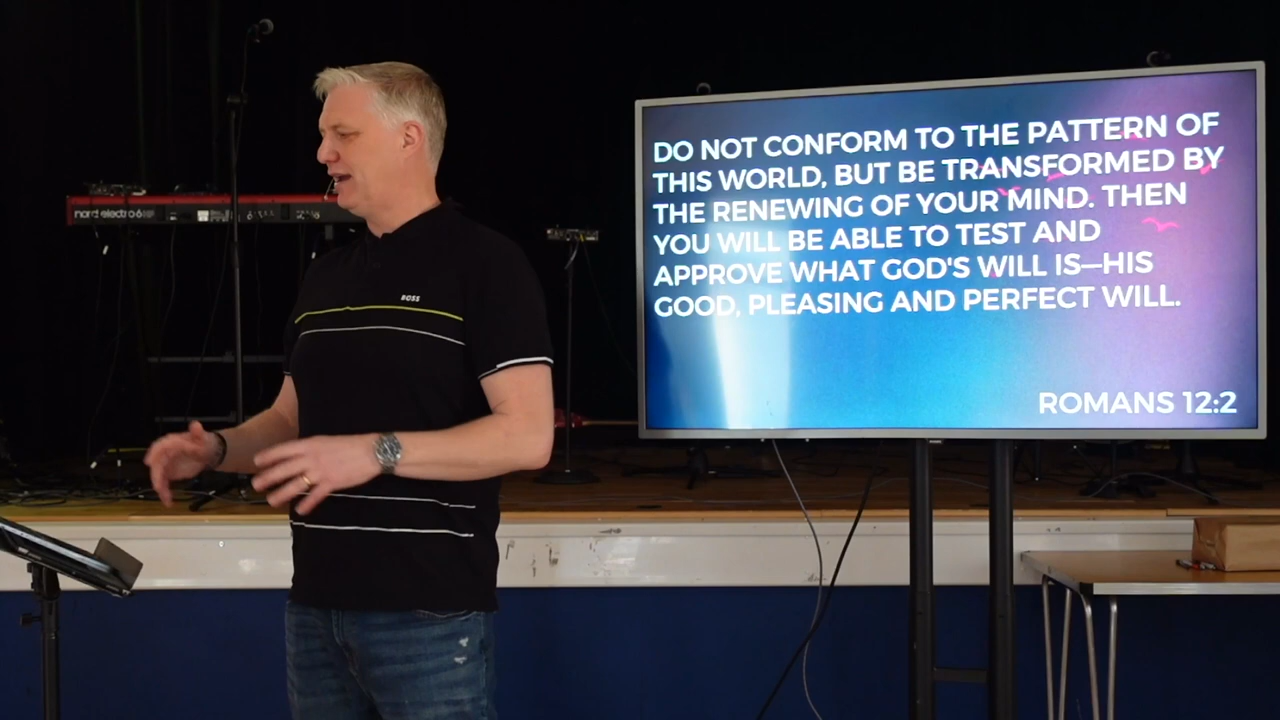 DO NOT CONFORM TO THE PATTERN OF
THIS WORLD, BUT BE TRANSFORMED BY
THE RENEWING OF YOUR MIND. THEN
YOU WILL BE ABLE TO TEST AND
APPROVE WHAT GOD'S WILL IS—HIS
GOOD, PLEASING AND PERFECT WILL.
ROMANS 12:2
nord electro 6
BOSS